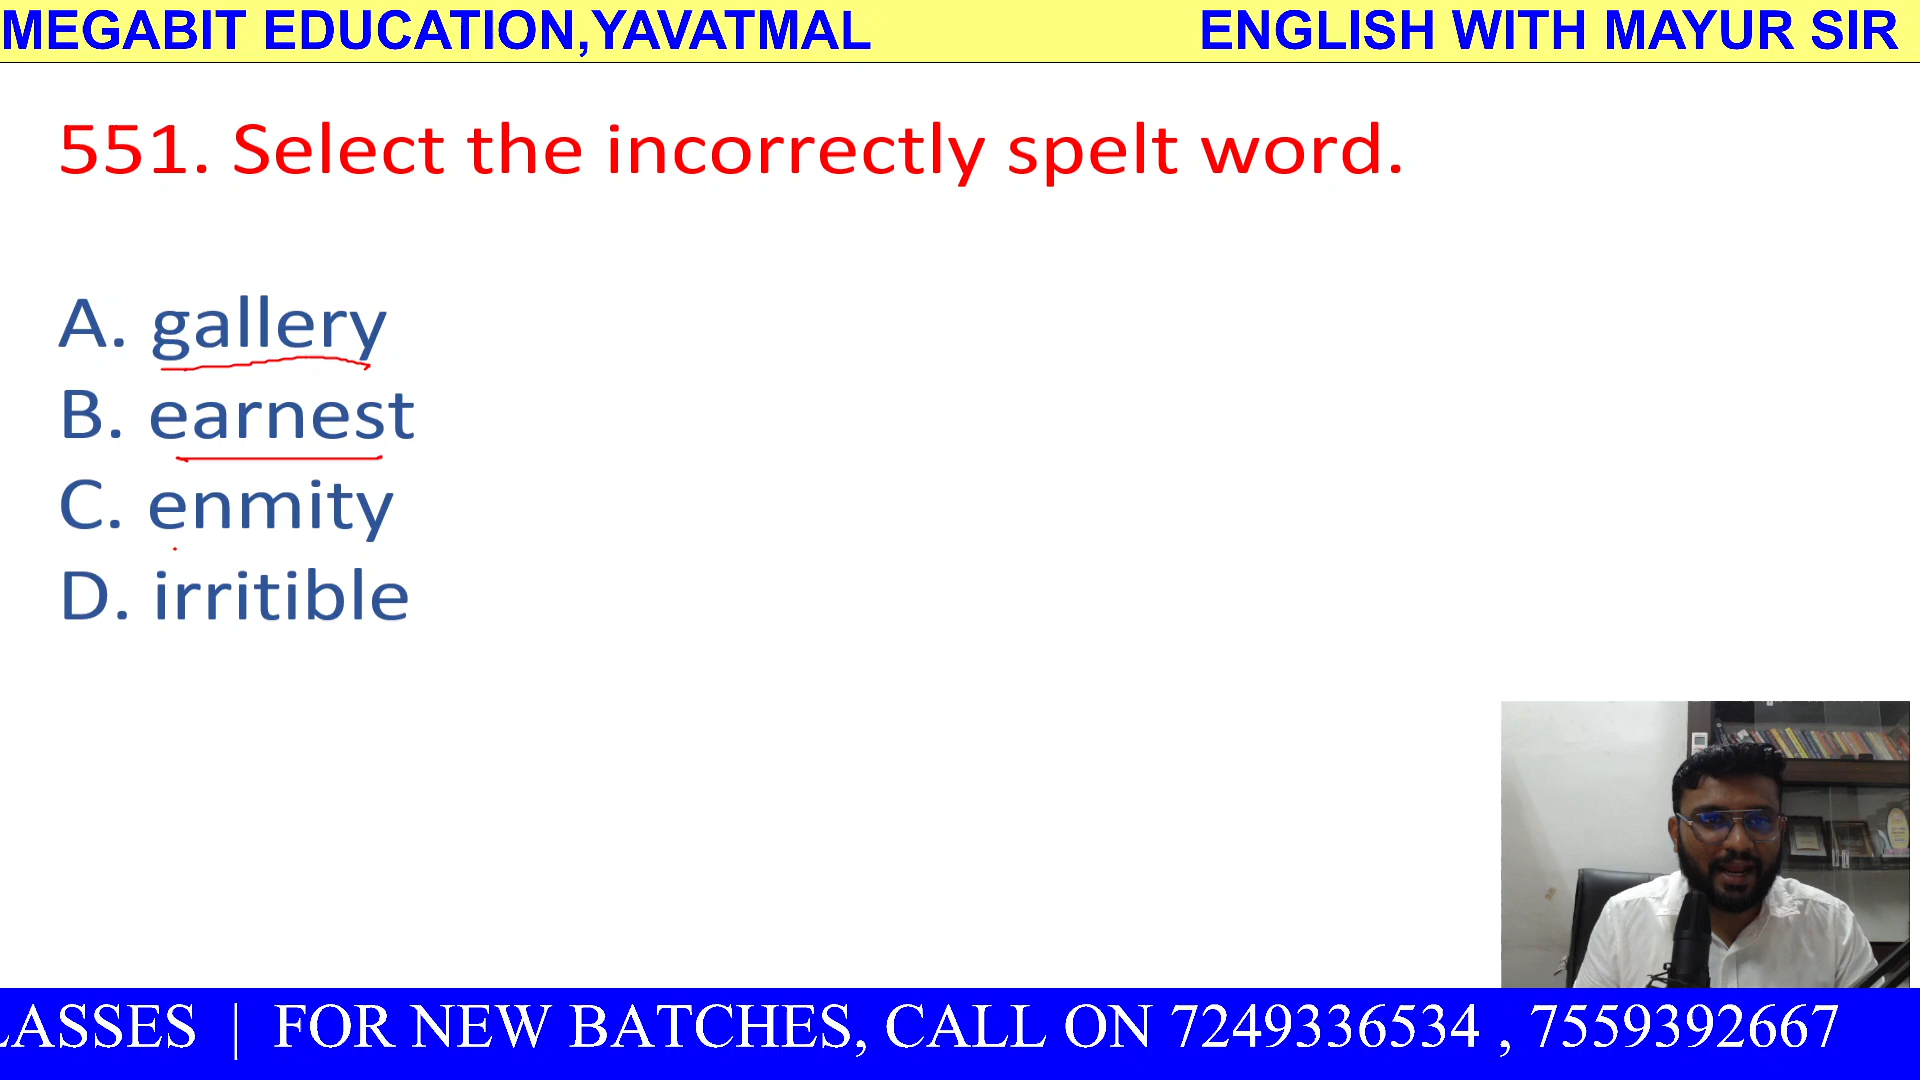 MEGABIT EDUCATION,YAVATMAL
ENGLISH WITH MAYUR SIR
551. Select the incorrectly spelt word.
A. gallery
B. earnest
C. enmity
D. irritible
LASSES | FOR NEW BATCHES, CALL ON 7249336534 , 7559392667